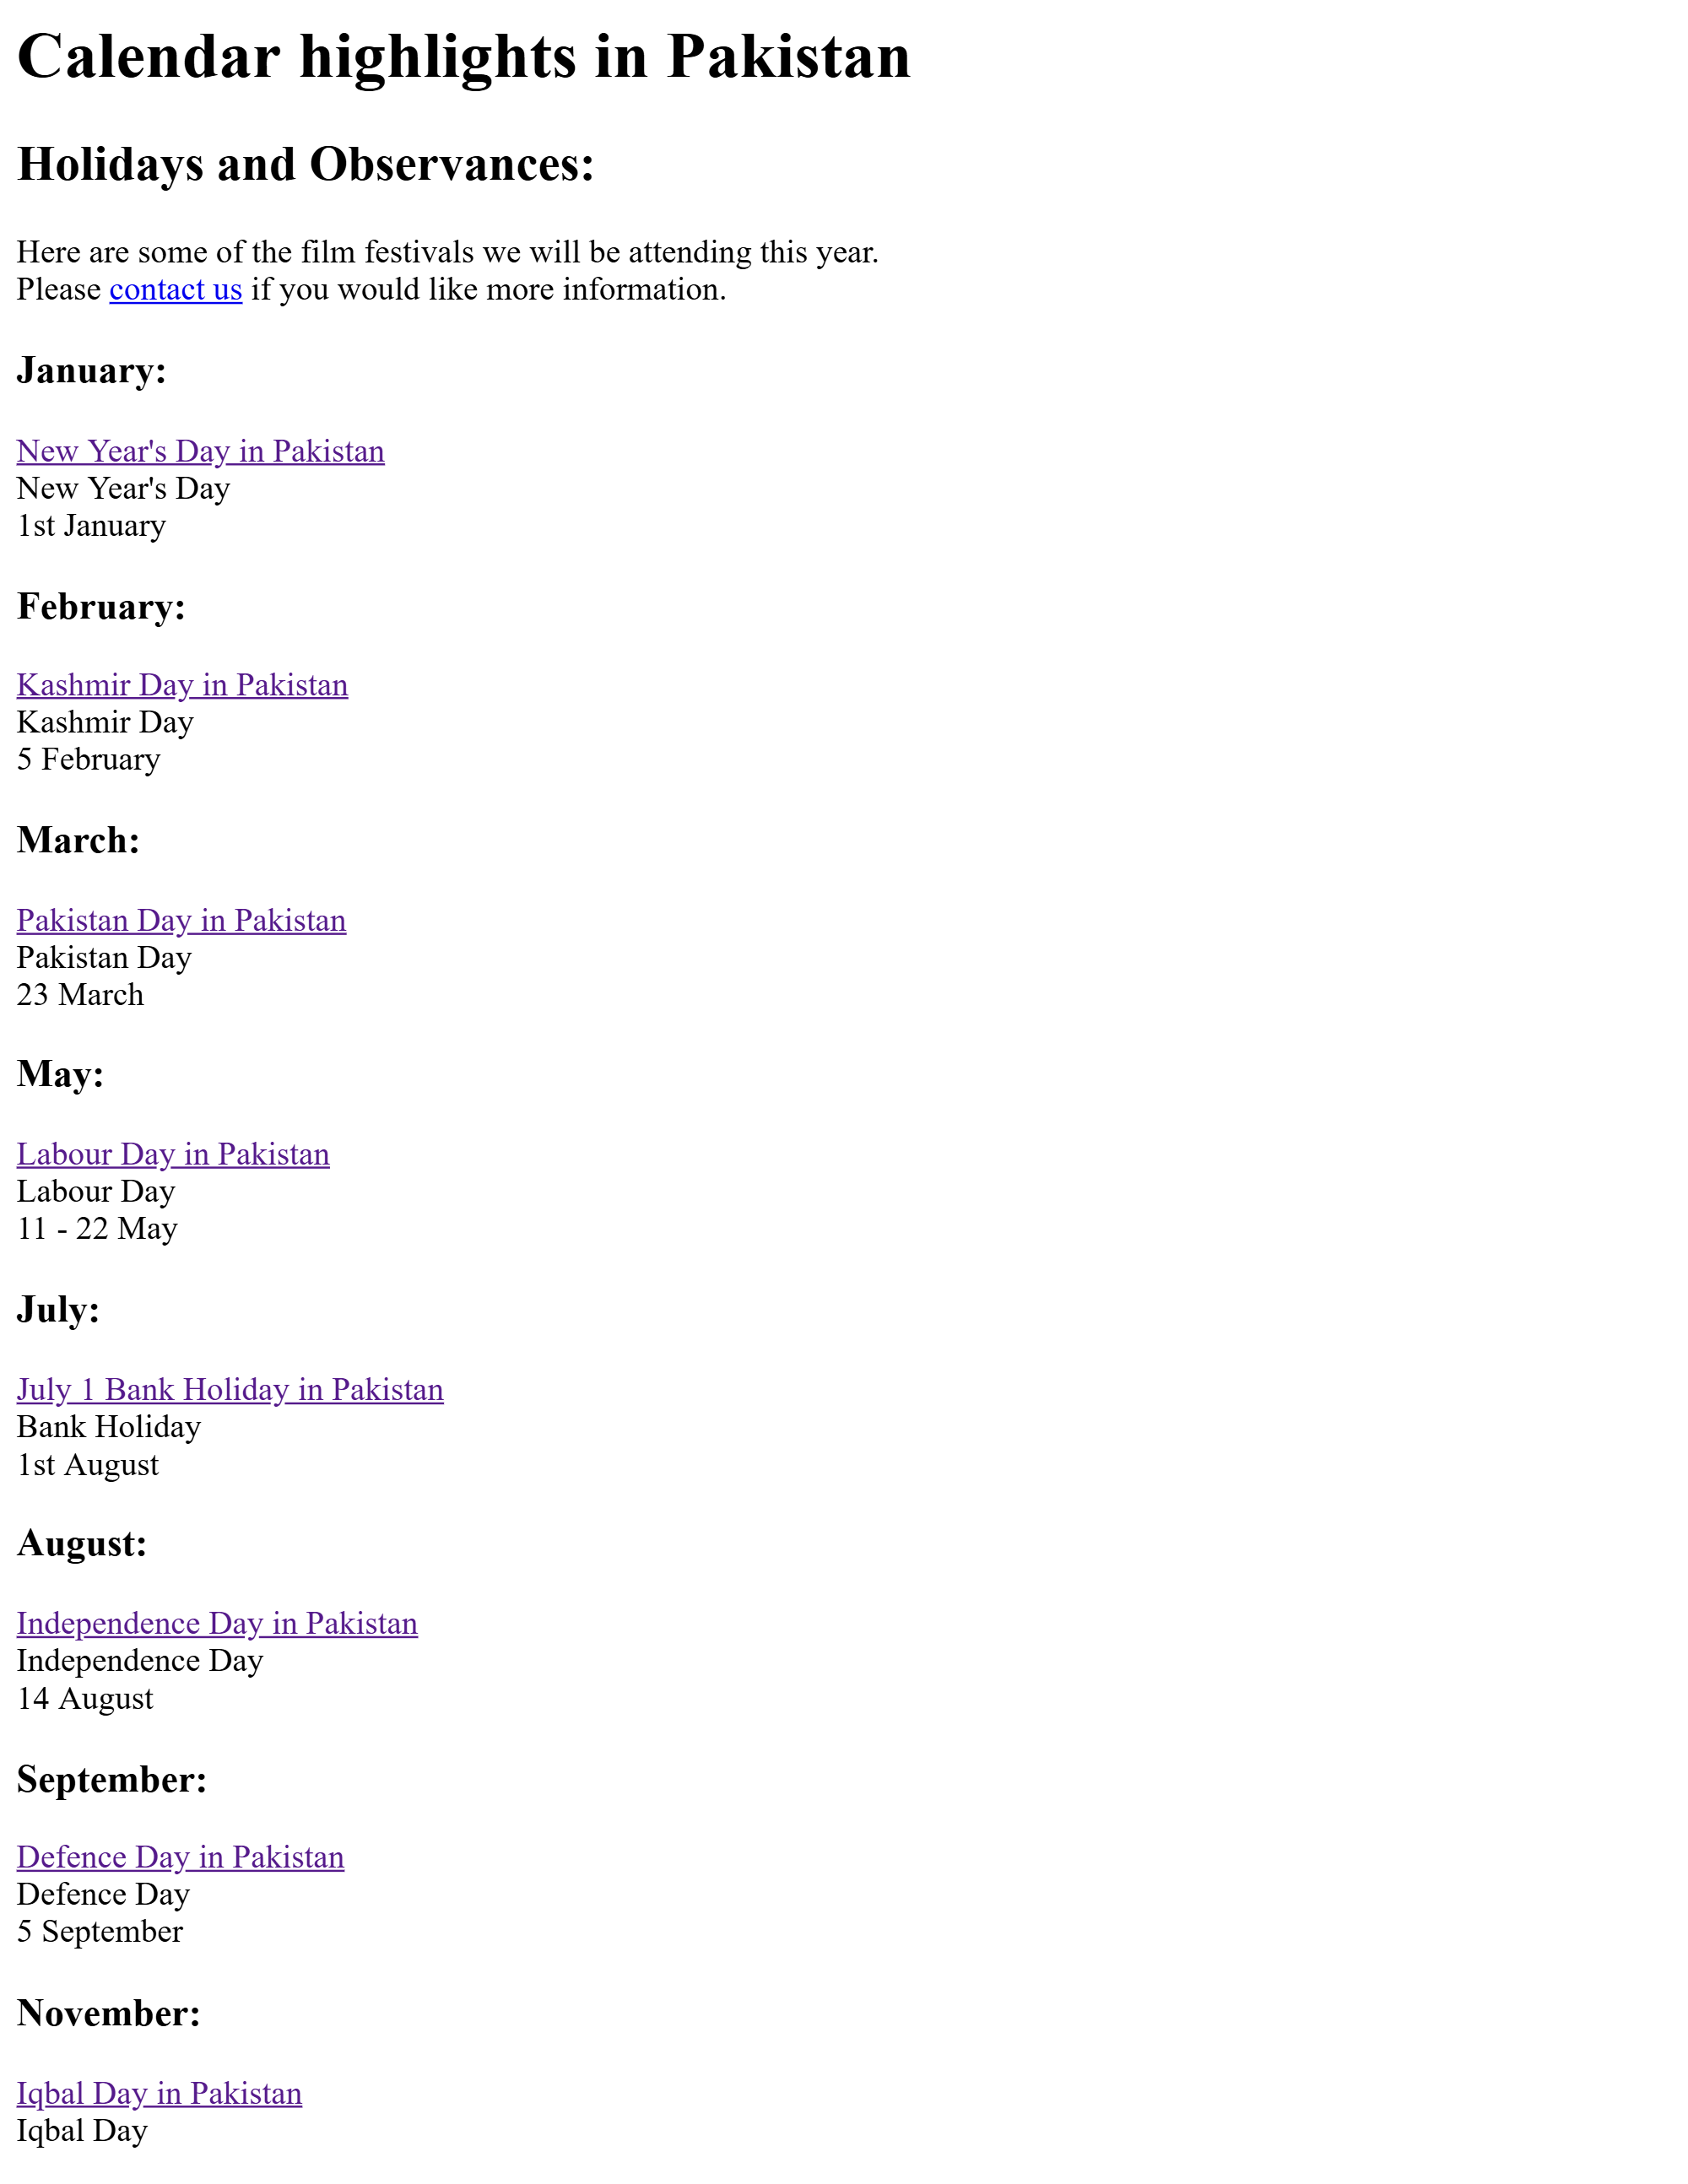 Calendar highlights in Pakistan
Holidays and Observances:
Here are some of the film festivals we will be attending this year.
Please contact us if you would like more information.
January:
New Year's Day in Pakistan
New Year's Day
1st January
February:
Kashmir Day in Pakistan
Kashmir Day
5 February
March:
Pakistan Day in Pakistan
Pakistan Day
23 March
May:
Labour Day in Pakistan
Labour Day
11 - 22 May
July:
July 1 Bank Holiday in Pakistan
Bank Holiday
1st August
August:
Independence Day in Pakistan
Independence Day
14 August
September:
Defence Day in Pakistan
Defence Day
5 September
November:
Iqbal Day in Pakistan
Iqbal Day